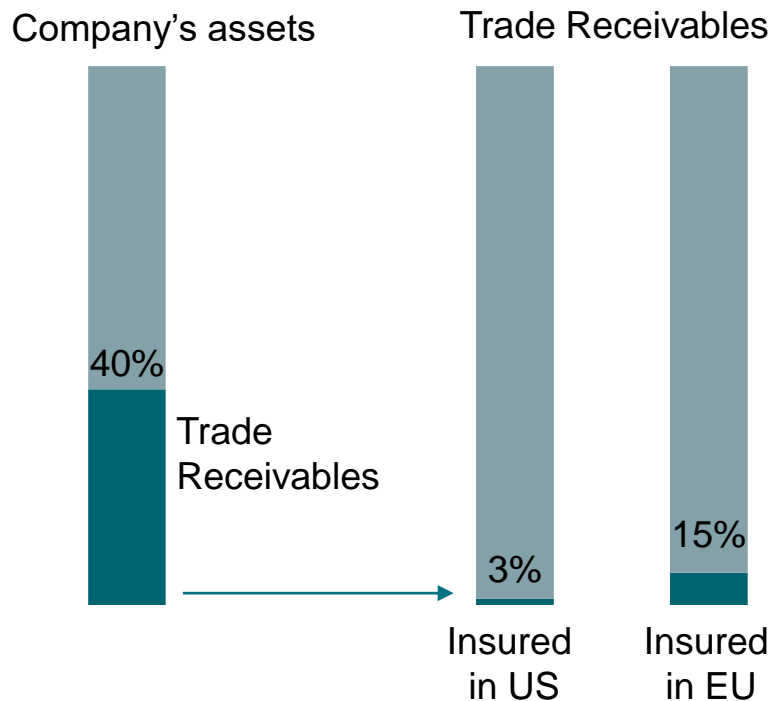 Company’s assets
Trade Receivables
40%
Trade
Receivables
3%
15%
Insured
in US
Insured
in EU